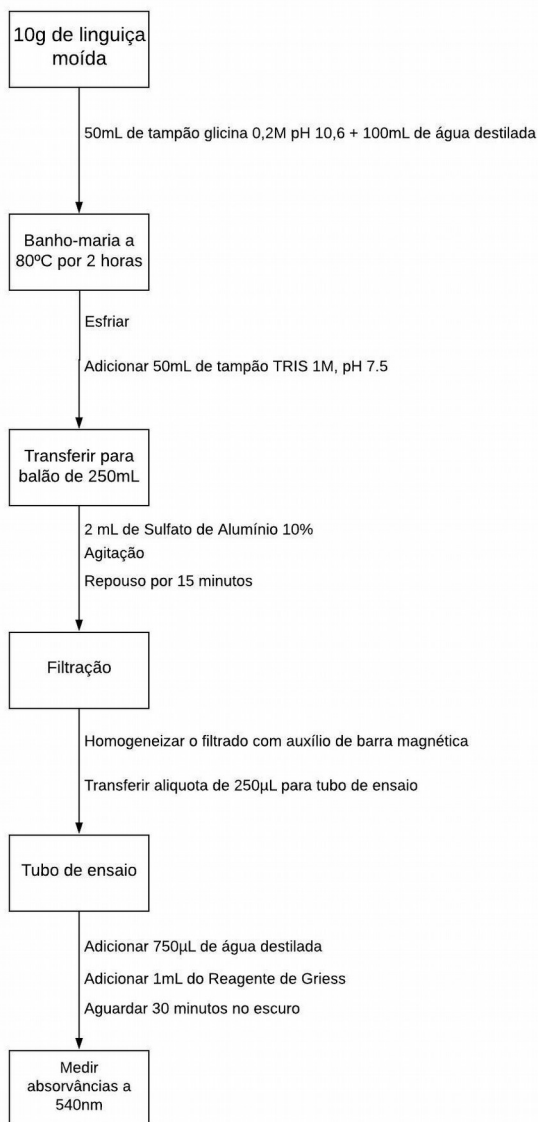 10g de linguiça
moída
50mL de tampão glicina 0,2M pH 10,6 + 100mL de água destilada
Banho-maria a
80ºC por 2 horas
Esfriar
Adicionar 50mL de tampão TRIS 1M, pH 7.5
Transferir para
balão de 250mL
2 mL de Sulfato de Alumínio 10%
Agitação
Repouso por 15 minutos
Filtração
Homogeneizar o filtrado com auxílio de barra magnética
Transferir aliquota de 250µL para tubo de ensaio
Tubo de ensaio
Adicionar 750µL de água destilada
Adicionar 1mL do Reagente de Griess
Aguardar 30 minutos no escuro
Medir
absorvâncias a
540nm